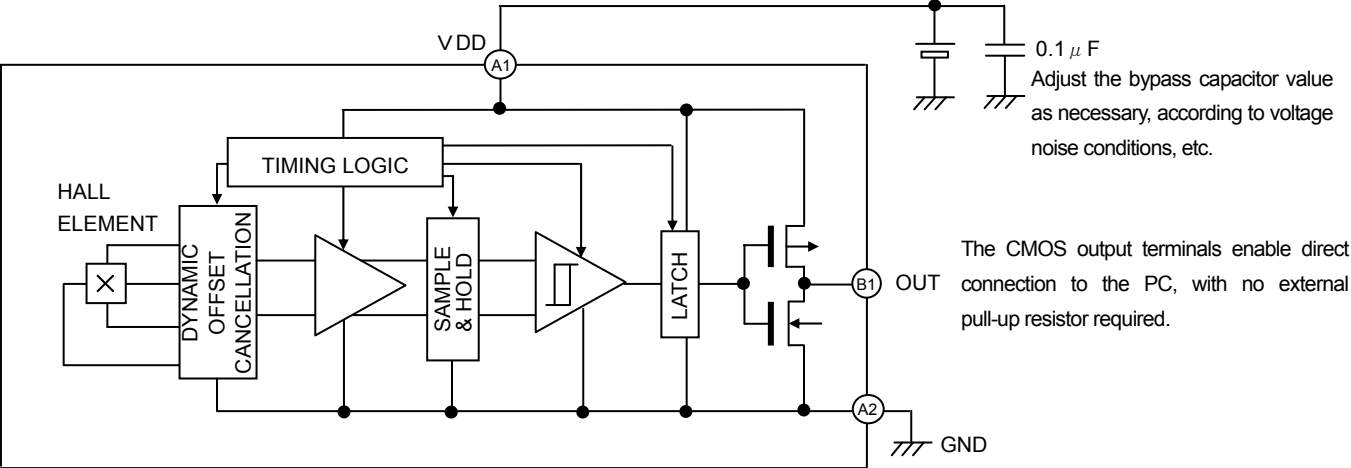 VDD
A1
0.1 μ F
Adjust the bypass capacitor value
as necessary, according to voltage
noise conditions, etc.
TIMING LOGIC
HALL
ELEMENT
DYNAMIC
OFFSET
CANCELLATION
SAMPLE
& HOLD
LATCH
B1
OUT
The CMOS output terminals enable direct
connection to the PC, with no external
pull-up resistor required.
A2
GND